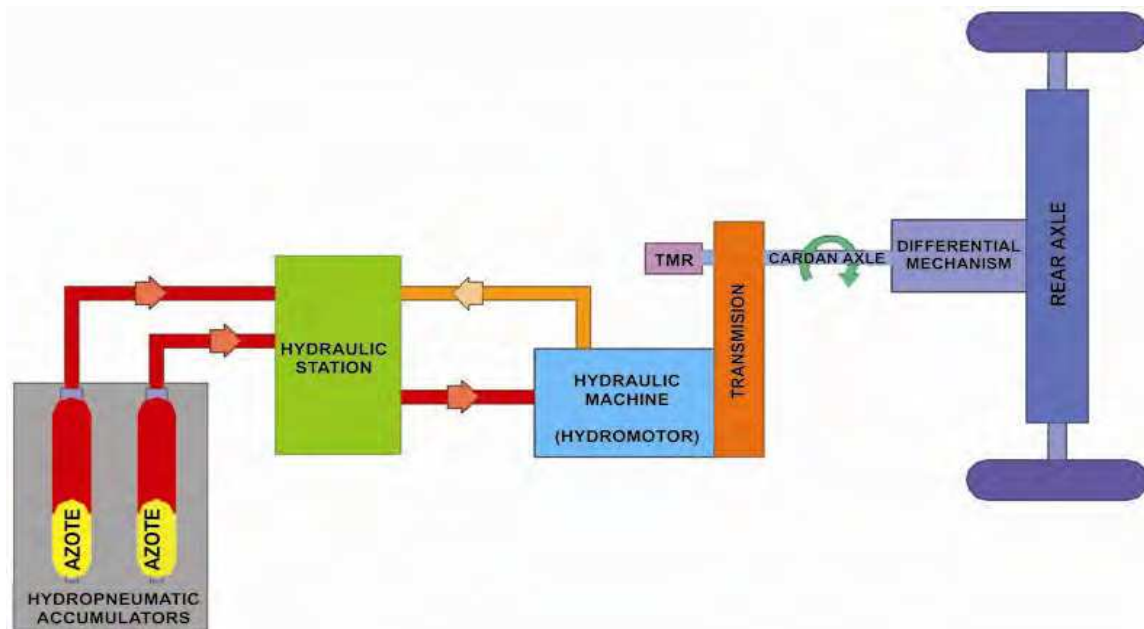 TMR
CARDAN AXLE
DIFFERENTIAL
MECHANISM
REAR AXLE
TRANSMISION
HYDRAULIC
STATION
HYDRAULIC
MACHINE
(HYDROMOTOR)
AZOTE
AZOTE
HYDROPNEUMATIC
ACCUMULATORS